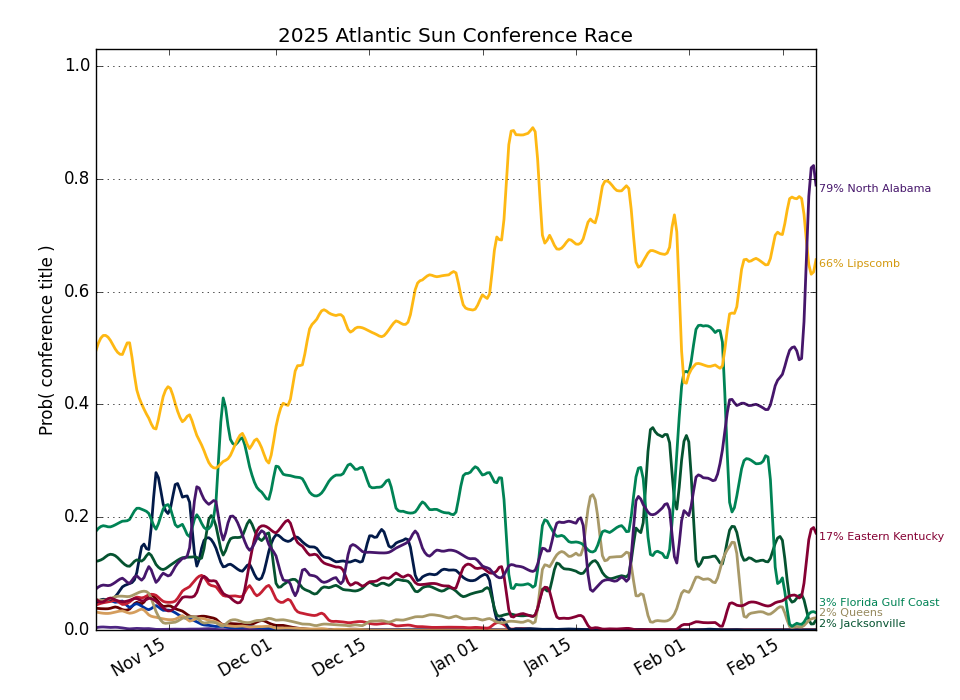 2025 Atlantic Sun Conference Race
Prob( conference title )
1.0
0.8
0.6
0.4
0.2
0.0
Nov 15
Dec 01
Dec 15
Jan 01
Jan 15
Feb 01
Feb 15
79% North Alabama
66% Lipscomb
17% Eastern Kentucky
3% Florida Gulf Coast
2% Queens
2% Jacksonville